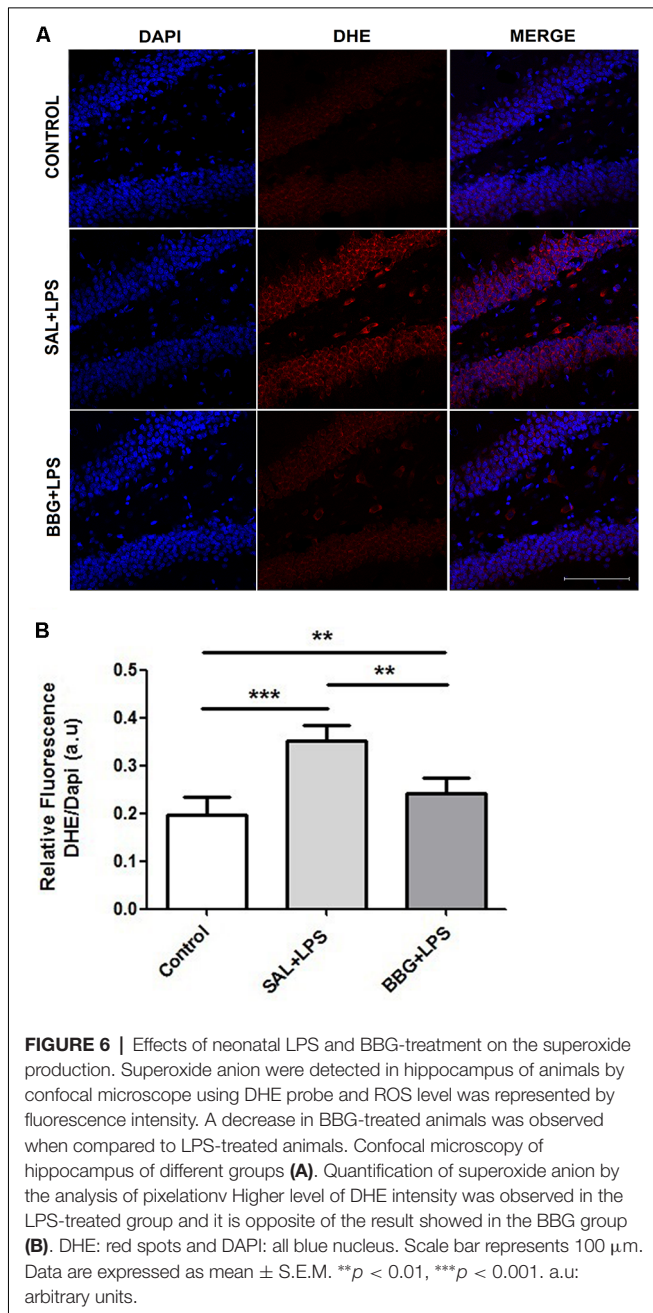 A
DAPI DHE MERGE
CONTROL
SAL+LPS
BBG+LPS
B
Relative Fluorescence
DHE/Dapi (a.u)
0.5
0.4
0.3
0.2
0.1
0.0
**
***
**
Control
SAL+LPS
BBG+LPS
FIGURE 6 | Effects of neonatal LPS and BBG-treatment on the superoxide
production. Superoxide anion were detected in hippocampus of animals by
confocal microscope using DHE probe and ROS level was represented by
fluorescence intensity. A decrease in BBG-treated animals was observed
when compared to LPS-treated animals. Confocal microscopy of
hippocampus of different groups (A). Quantification of superoxide anion by
the analysis of pixelationv Higher level of DHE intensity was observed in the
LPS-treated group and it is opposite of the result showed in the BBG group
(B). DHE: red spots and DAPI: all blue nucleus. Scale bar represents 100 μm.
Data are expressed as mean ± S.E.M. **p < 0.01, ***p < 0.001. a.u:
arbitrary units.